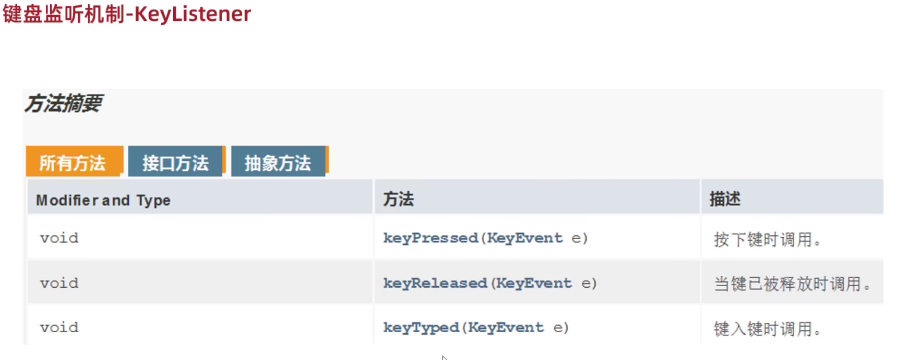 键盘监听机制-KeyListener
方法摘要
所有方法 接口方法 抽象方法
Modifier and Type 方法 描述
void keyPressed(KeyEvent e) 按下键时调用。
void keyReleased(KeyEvent e) 当键已被释放时调用。
void keyTyped(KeyEvent e) 键入键时调用。